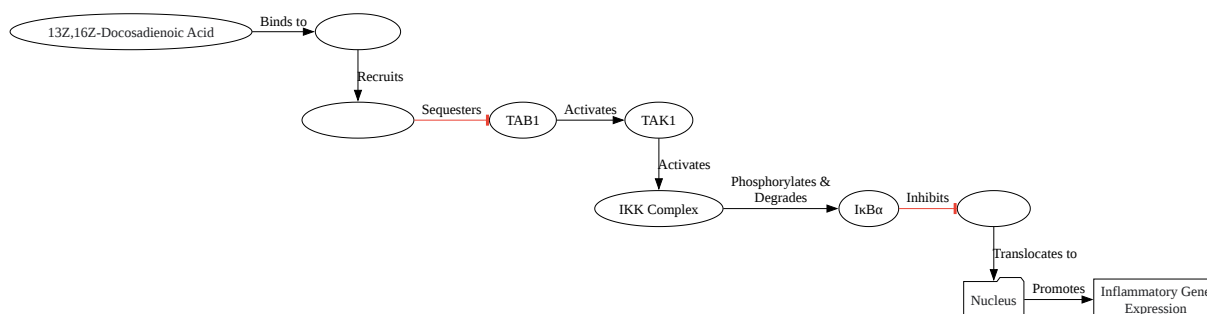 13Z,16Z-Docosadienoic Acid
Binds to
Recruits
Sequesters
TAB1
Activates
TAK1
Activates
IKK Complex
Phosphorylates &
Degrades
IκBα
Inhibits
Translocates to
Nucleus
Promotes
Inflammatory Gene
Expression